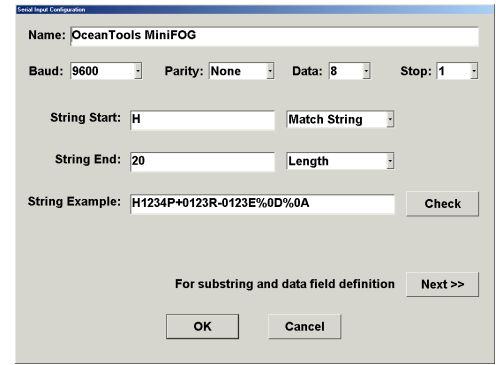 Serial Input Configuration
Name: OceanTools MiniFOG
Baud: 9600 Parity: None Data: 8 Stop: 1
String Start: H Match String
String End: 20 Length
String Example: H1234P+0123R-0123E%0D%0A Check
For substring and data field definition Next >>
OK Cancel